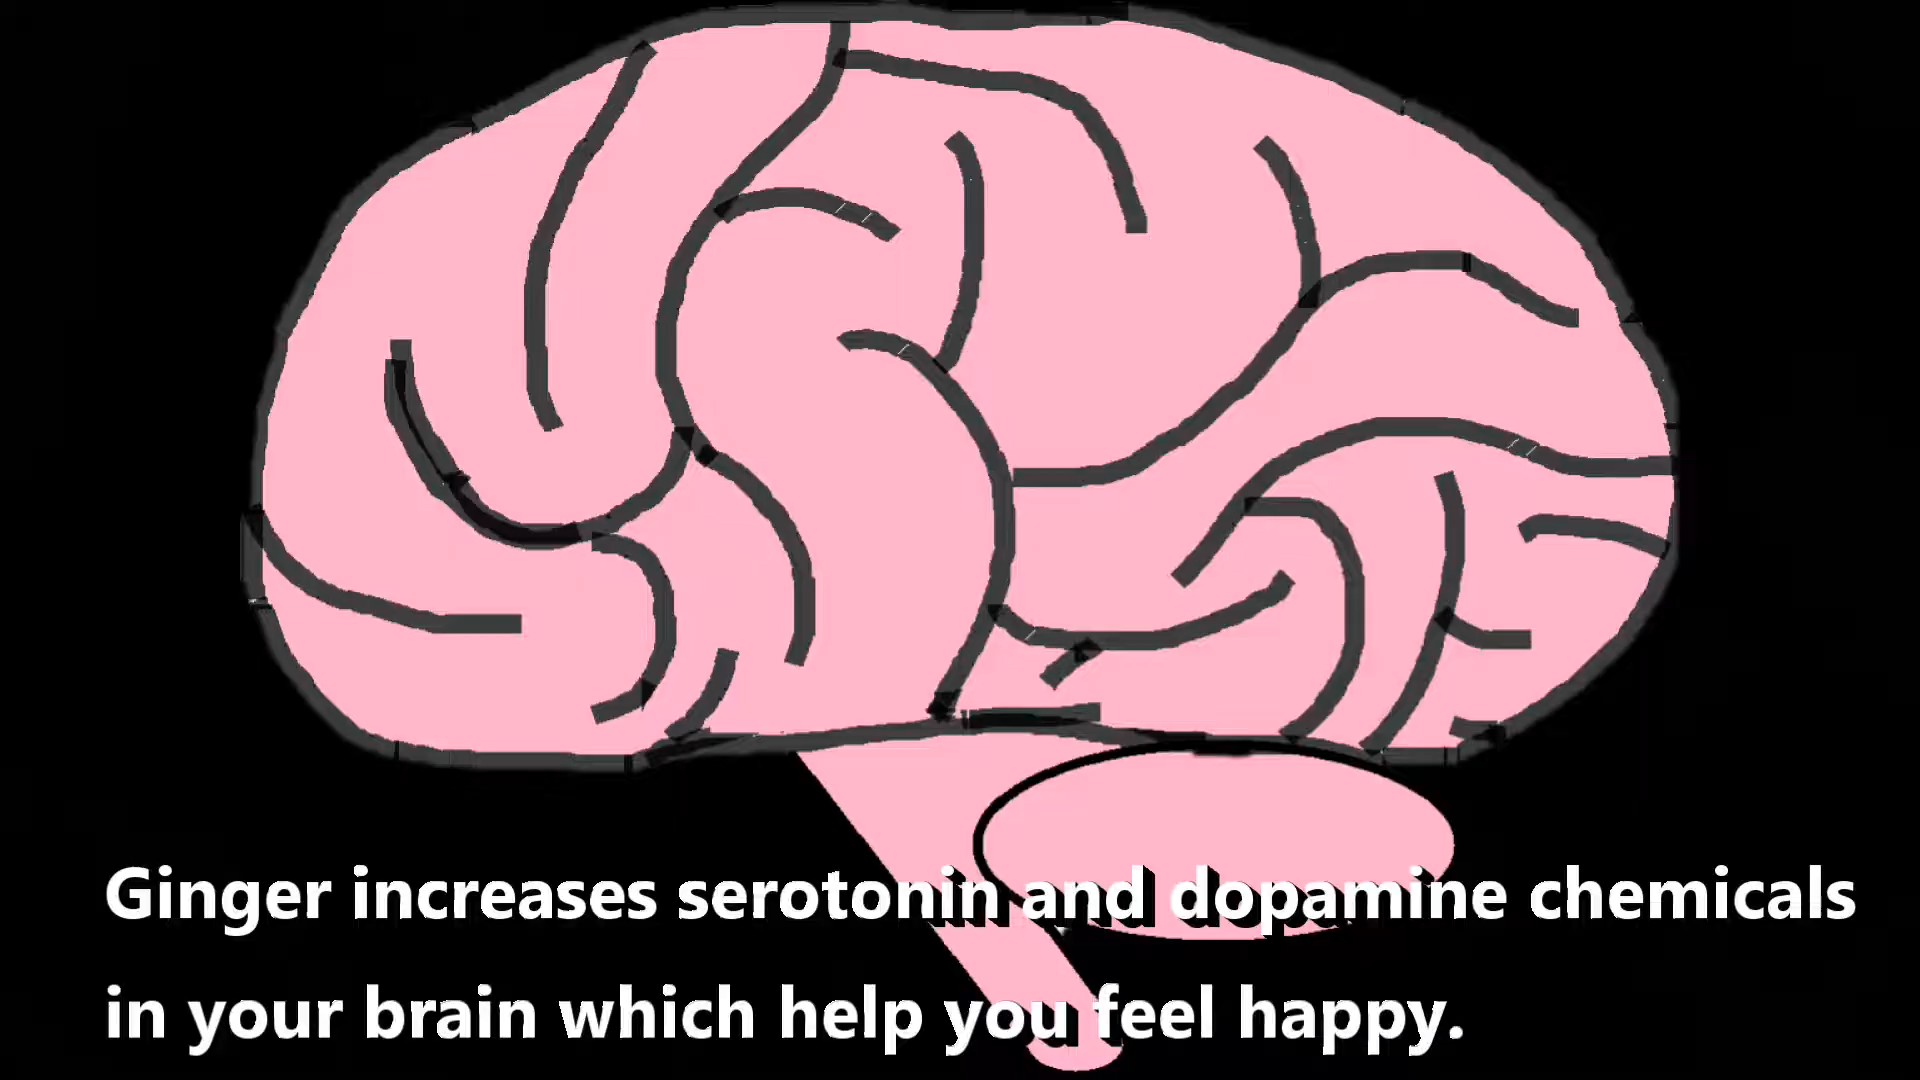 Ginger increases serotonin and dopamine chemicals
in your brain which help you feel happy.